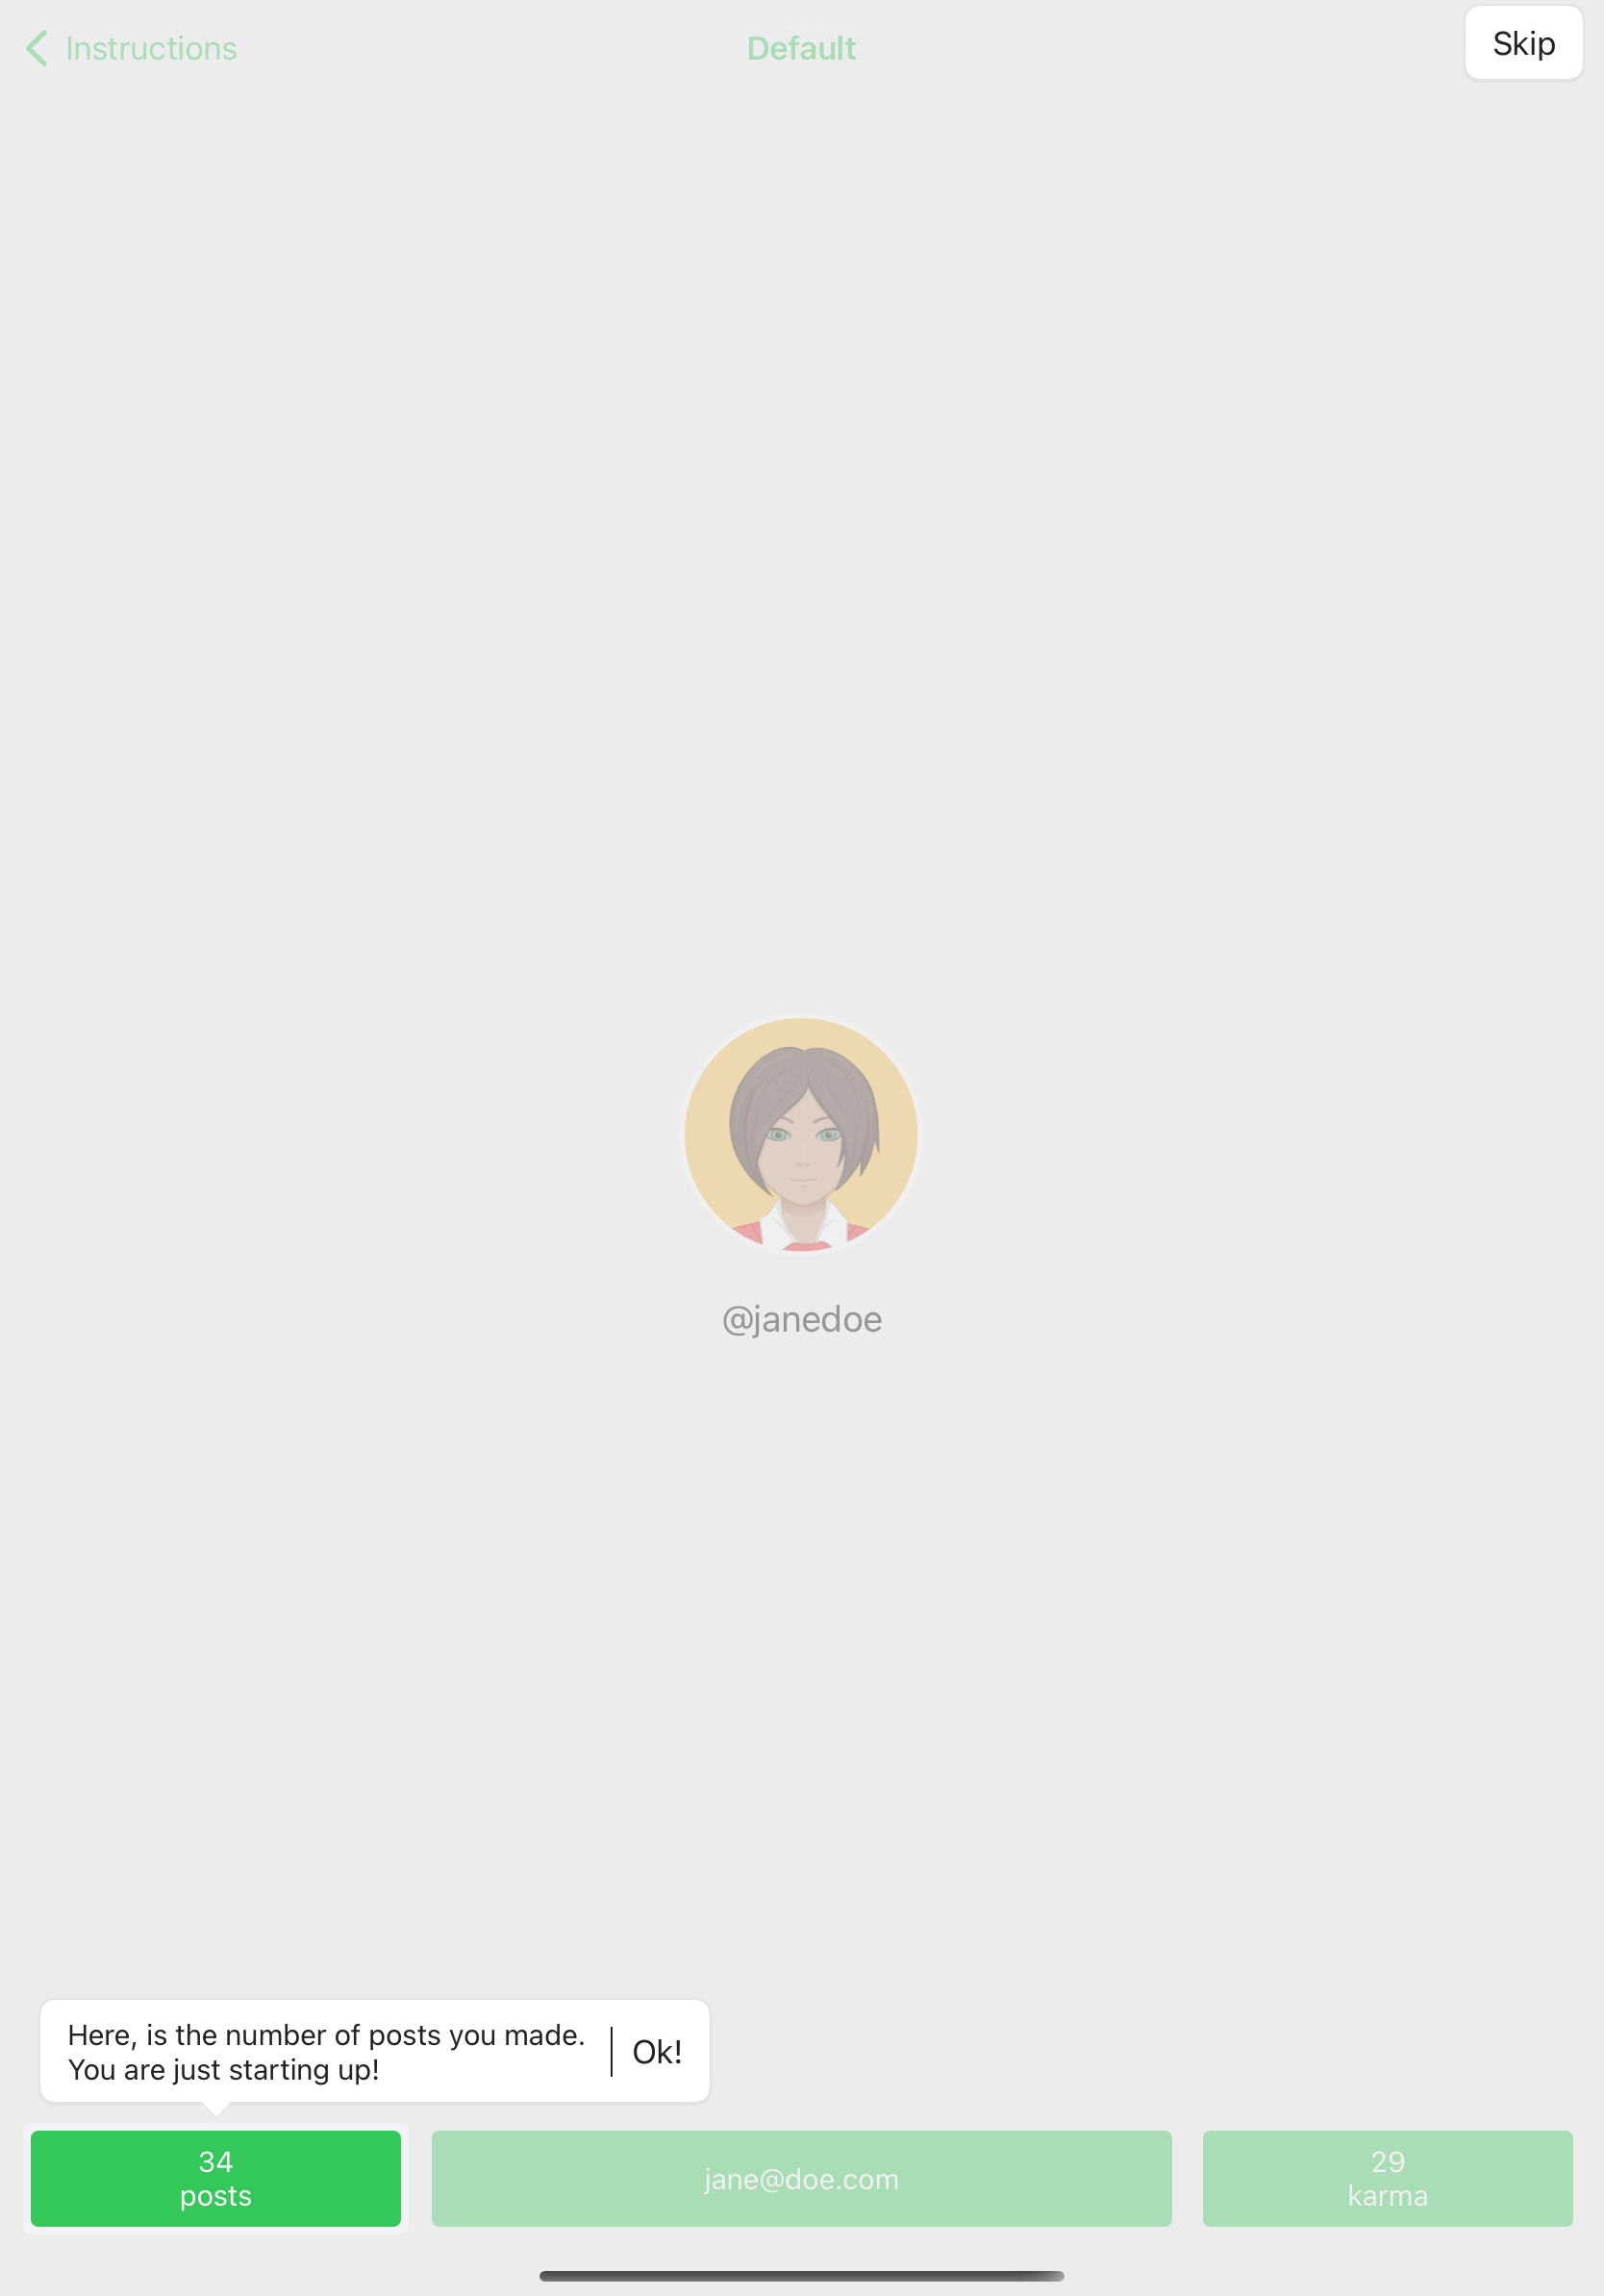 Instructions
Default
Skip
@janedoe
Here, is the number of posts you made.
You are just starting up!
Ok!
34
posts
jane@doe.com
29
karma